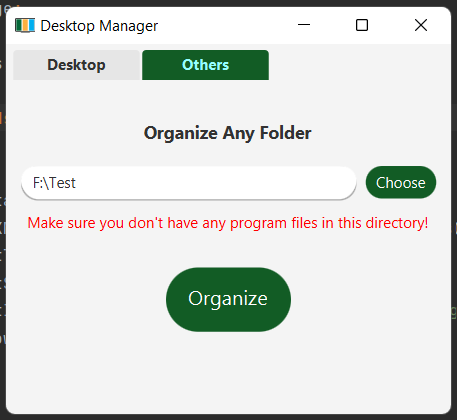 Desktop Manager
Desktop
Others
Organize Any Folder
F:\Test
Choose
Make sure you don't have any program files in this directory!
Organize